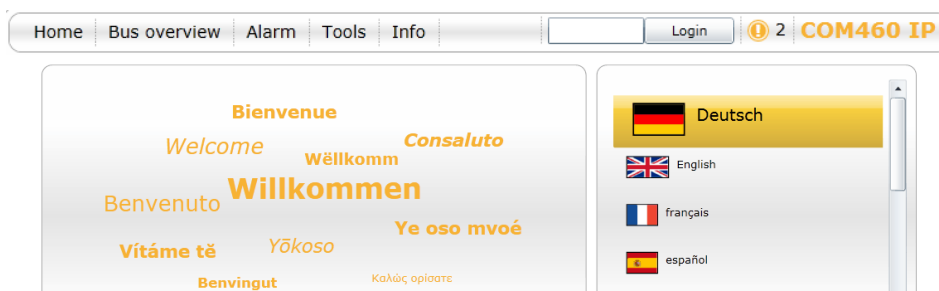 Home Bus overview Alarm Tools Info Login 2 COM460 IP
Bienvenue
Welcome
Consaluto
Wëllkomm
Willkommen
Benvenuto
Ye oso mvoé
Yōkoso
Vítáme tě
Benvingut
Καλώς ορίσατε
Deutsch
English
français
español